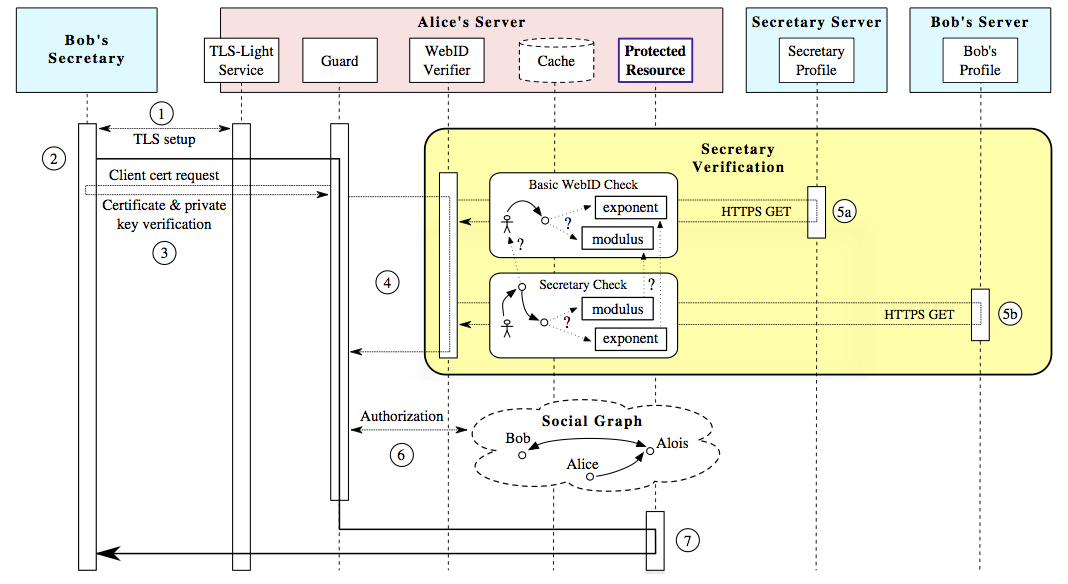 Bob's
Secretary
Alice's Server
TLS-Light
Service
Guard
WebID
Verifier
Cache
Protected
Resource
Secretary Server
Secretary
Profile
Bob's Server
Bob's
Profile
1
TLS setup
2
Client cert request
Certificate & private
key verification
3
4
Secretary
Verification
Basic WebID Check
exponent
?
modulus
?
HTTPS GET
5a
Secretary Check
?
modulus
?
exponent
HTTPS GET
5b
Authorization
6
Social Graph
Bob
Alois
Alice
7